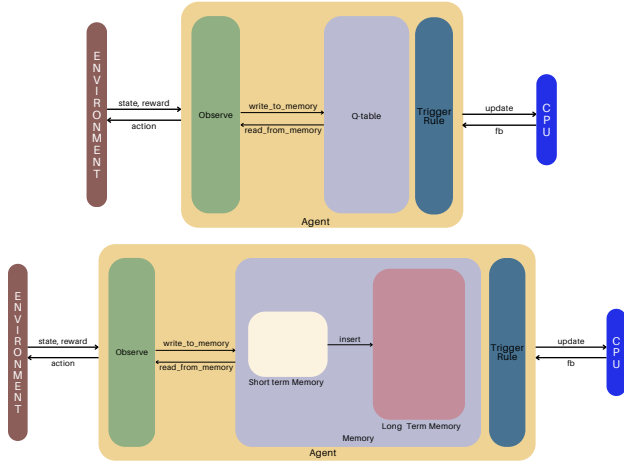 ENVIRONMENT
state, reward
action
Observe
write_to_memory
read_from_memory
Q-table
Trigger
Rule
update
fb
CPU
Agent
ENVIRONMENT
state, reward
action
Observe
write_to_memory
read_from_memory
Short term Memory
insert
Long Term Memory
Memory
Trigger
Rule
update
fb
CPU
Agent